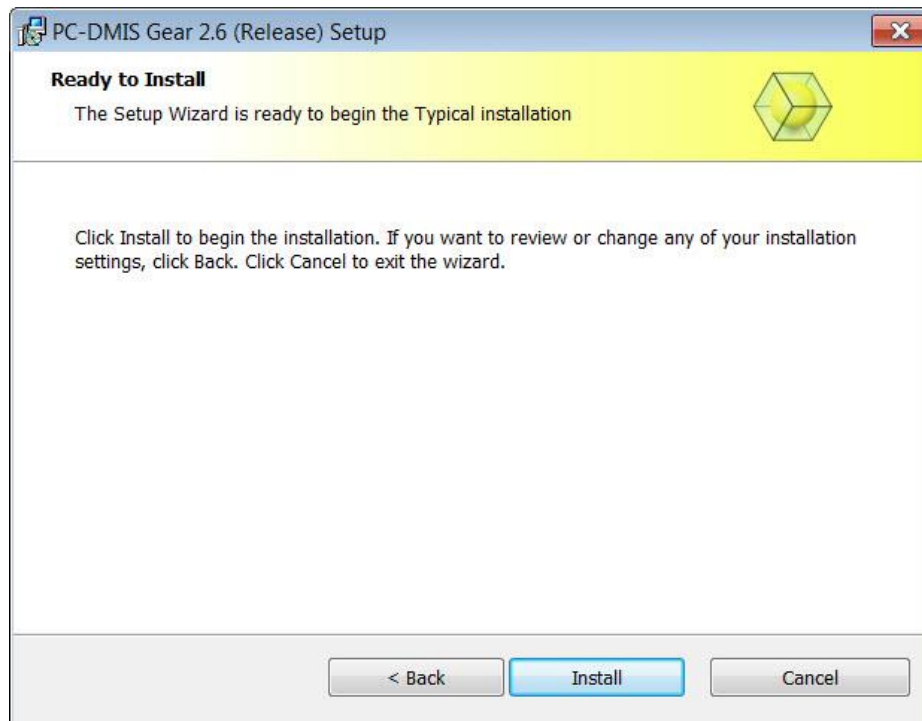 PC-DMIS Gear 2.6 (Release) Setup
Ready to Install
The Setup Wizard is ready to begin the Typical installation
Click Install to begin the installation. If you want to review or change any of your installation
settings, click Back. Click Cancel to exit the wizard.
< Back
Install
Cancel